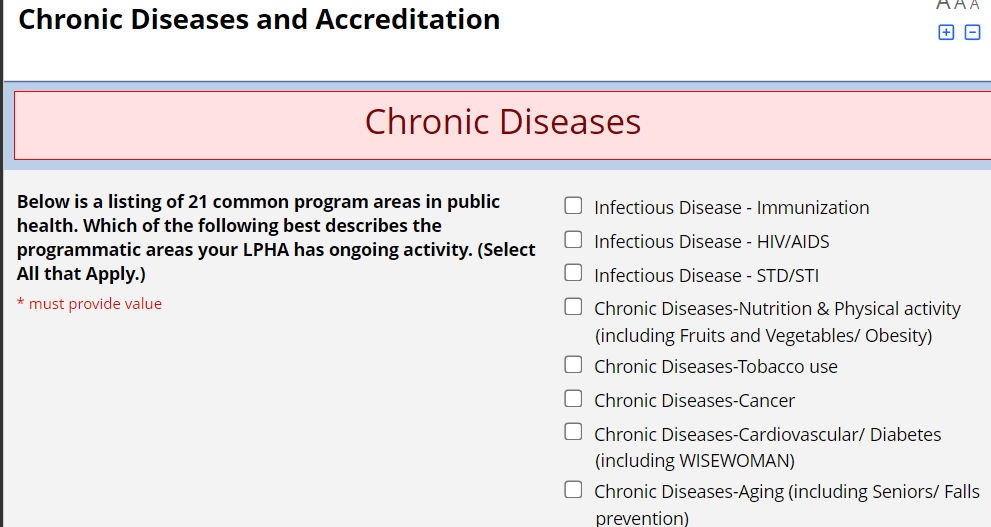 Chronic Diseases and Accreditation
A A A
Chronic Diseases
Below is a listing of 21 common program areas in public
health. Which of the following best describes the
programmatic areas your LPHA has ongoing activity. (Select
All that Apply.)
* must provide value
Infectious Disease - Immunization
Infectious Disease - HIV/AIDS
Infectious Disease - STD/STI
Chronic Diseases-Nutrition & Physical activity
(including Fruits and Vegetables/ Obesity)
Chronic Diseases-Tobacco use
Chronic Diseases-Cancer
Chronic Diseases-Cardiovascular/ Diabetes
(including WISEWOMAN)
Chronic Diseases-Aging (including Seniors/ Falls
prevention)